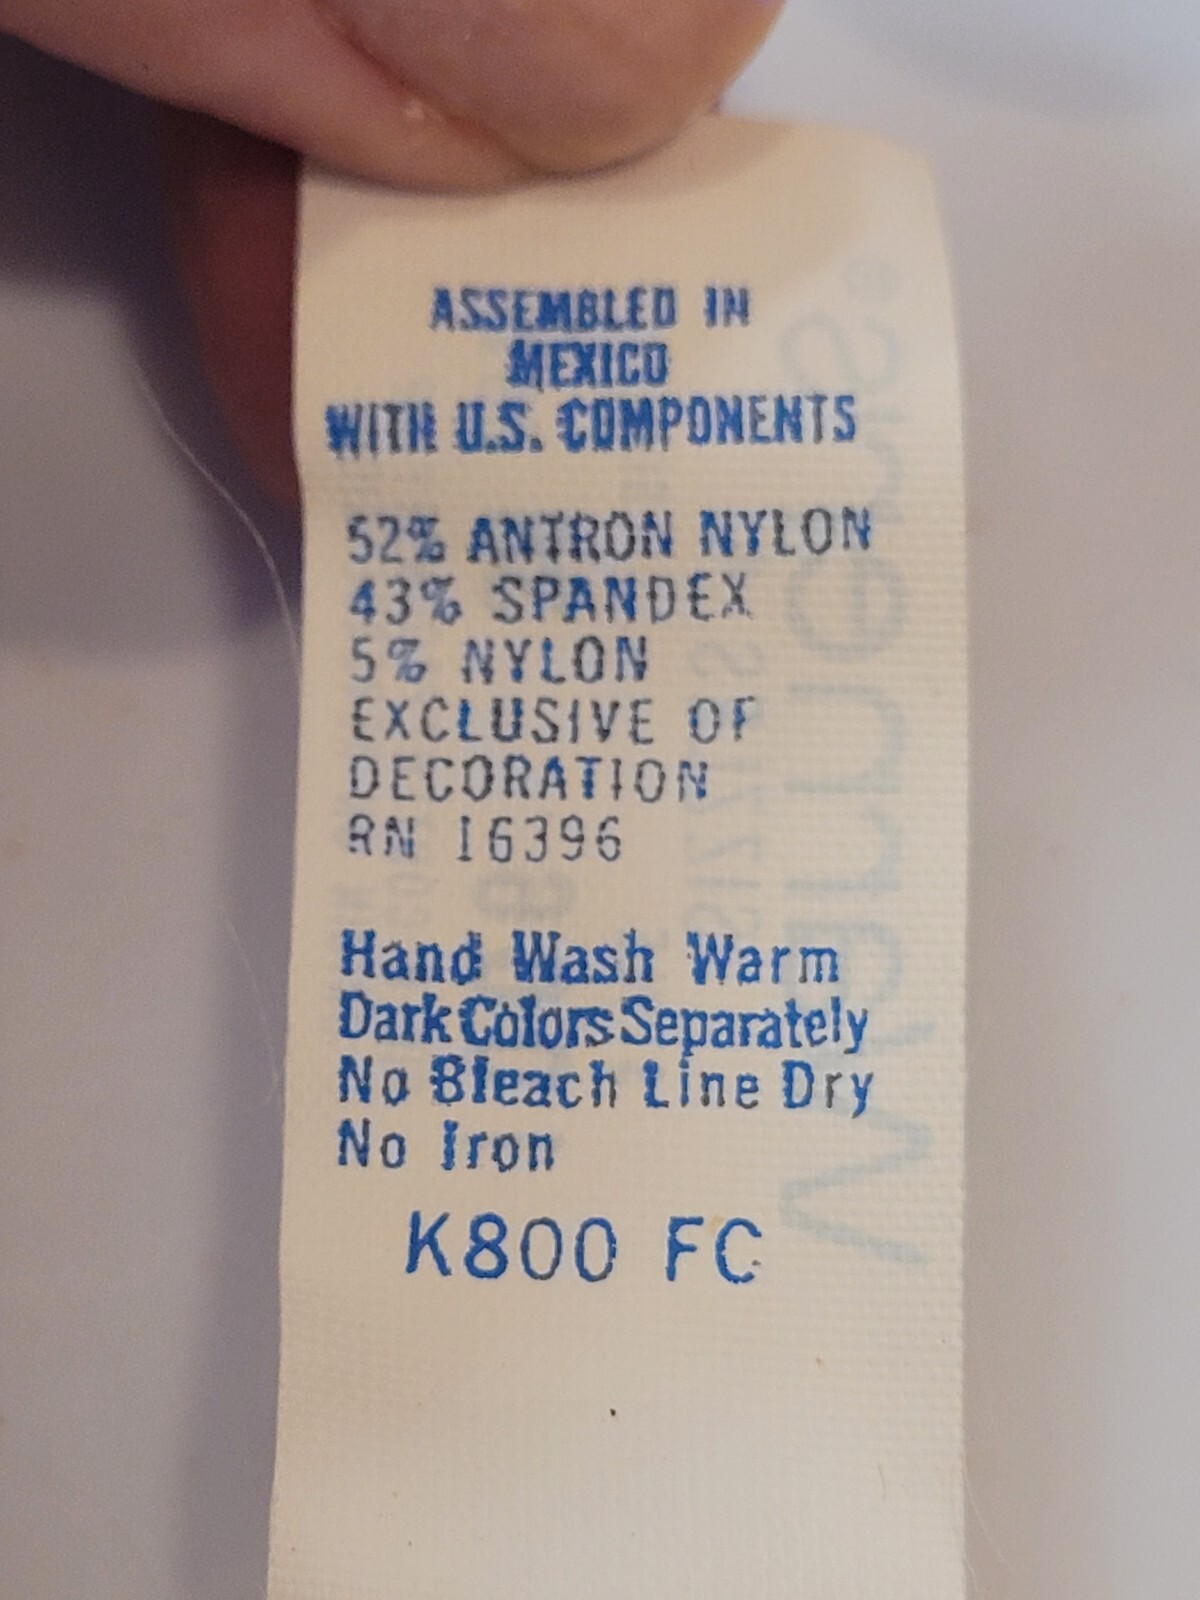 ASSEMBLED IN
MEXICO
WITH U.S. COMPONENTS
52% ANTRON NYLON
43% SPANDEX
5% NYLON
EXCLUSIVE OF
DECORATION
RN 16396
Hand Wash Warm
Dark Colors Separately
No Bleach Line Dry
No Iron
K800 FC